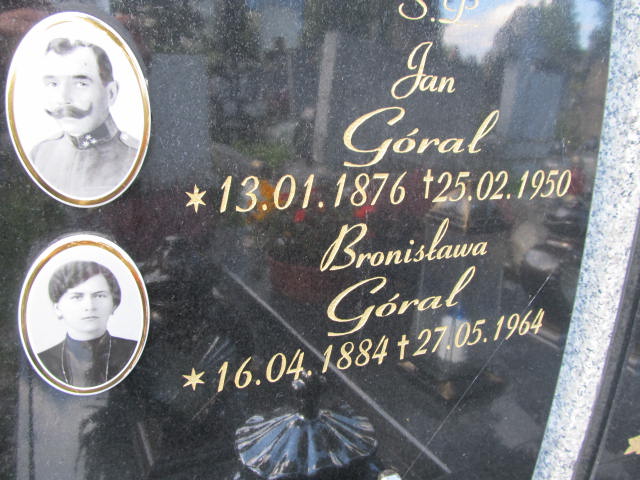 Ś.P
Jan
Góral
* 13.01.1876 †25.02.1950
Bronisława
Góral
* 16.04.1884 †27.05.1964